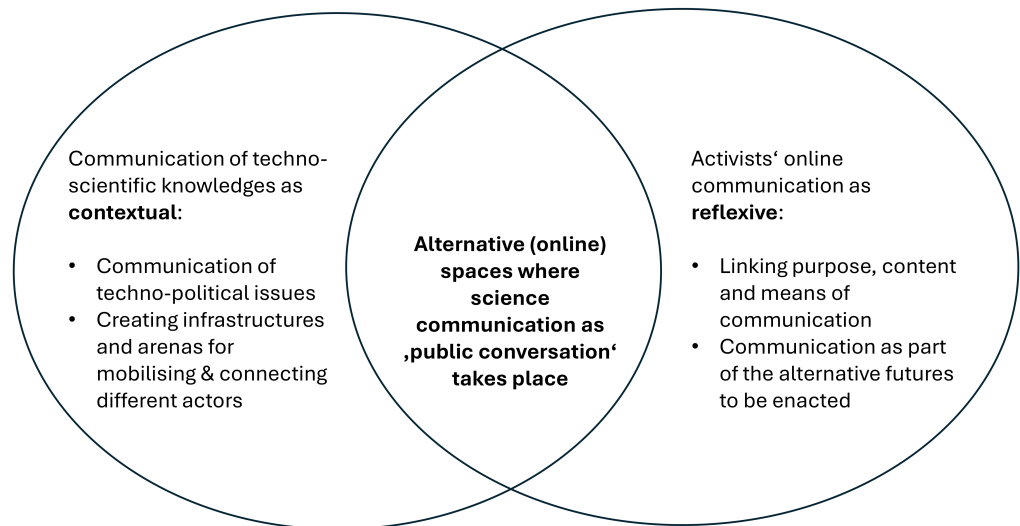 Communication of techno-
scientific knowledges as
contextual:
• Communication of
techno-political issues
• Creating infrastructures
and arenas for
mobilising & connecting
different actors
Alternative (online)
spaces where
science
communication as
‚public conversation‘
takes place
Activists‘ online
communication as
reflexive:
• Linking purpose, content
and means of
communication
• Communication as part
of the alternative futures
to be enacted